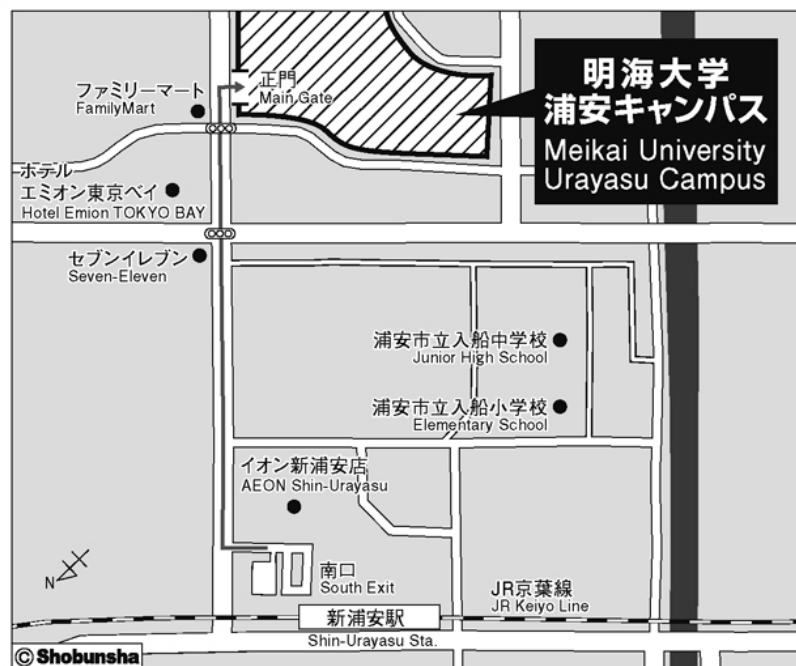 正門
Main Gate
ファミリーマート
FamilyMart
明海大学
浦安キャンパス
Meikai University
Urayasu Campus
ホテル
エミオン東京ベイ
Hotel Emion TOKYO BAY
セブンイレブン
Seven-Eleven
浦安市立入船中学校
Junior High School
浦安市立入船小学校
Elementary School
イオン新浦安店
AEON Shin-Urayasu
N
南口
South Exit
JR京葉線
JR Keiyo Line
新浦安駅
Shin-Urayasu Sta.
© Shobunsha